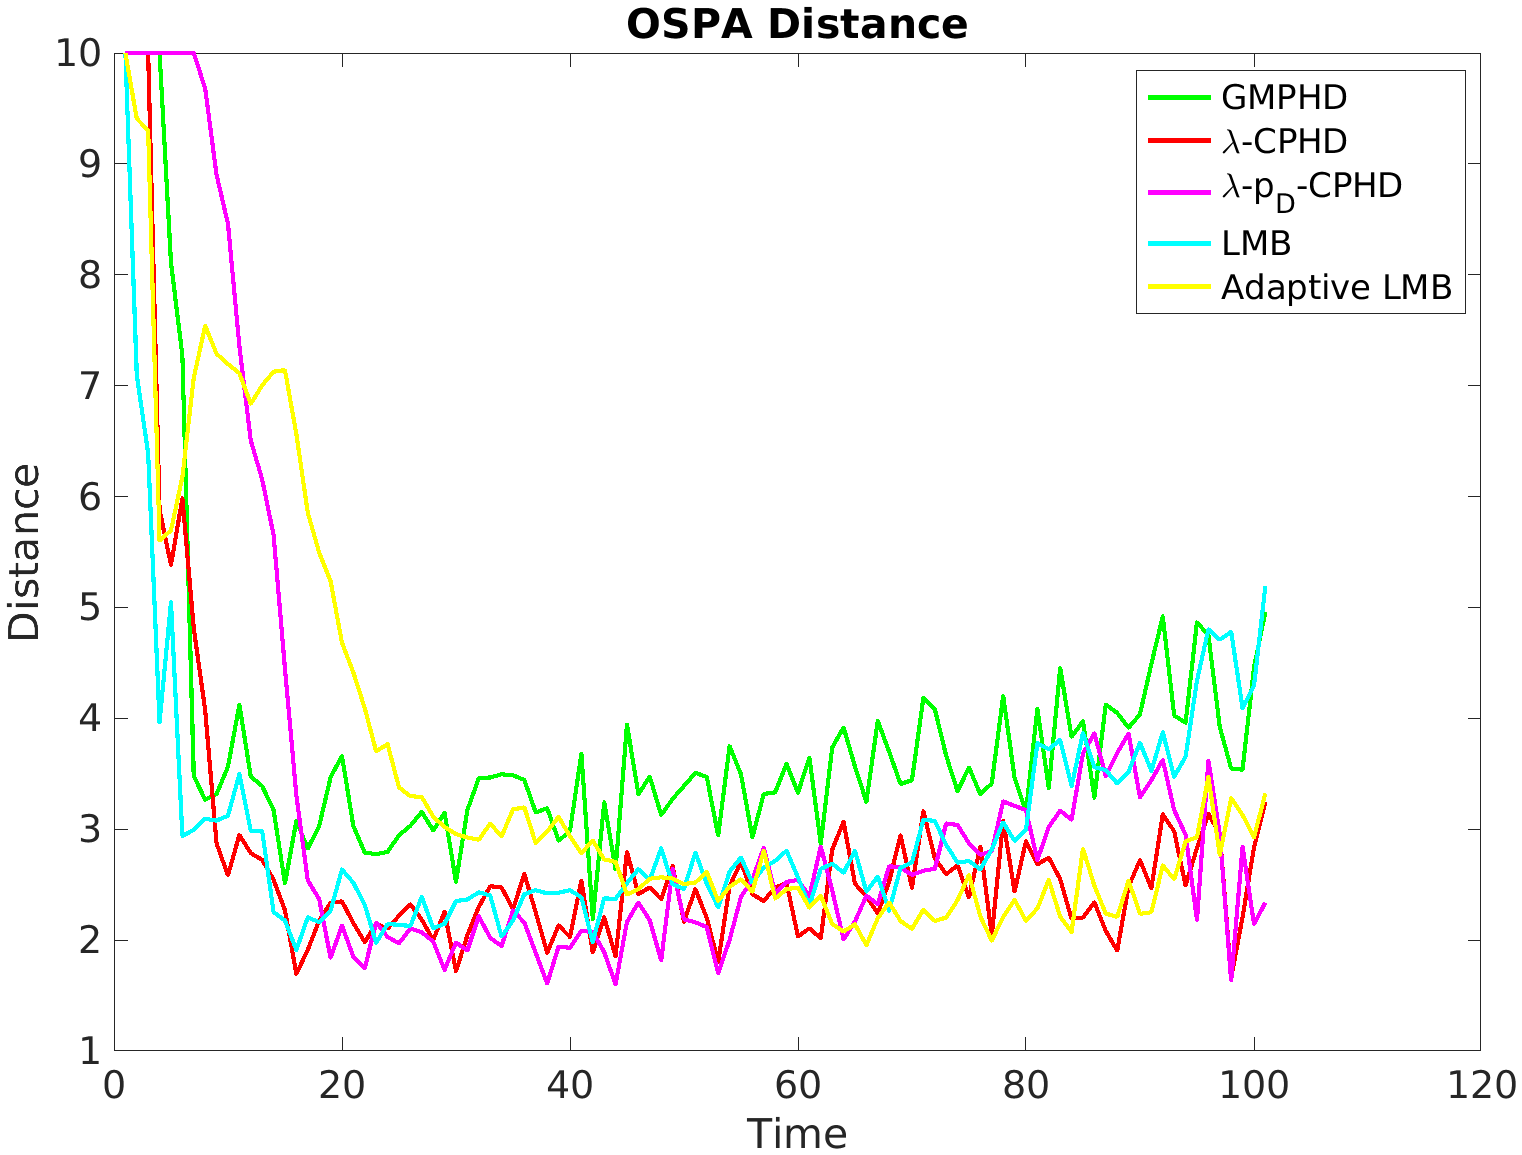 OSPA Distance
10
9
8
7
6
5
4
3
2
1
Distance
GMPHD
λ-CPHD
λ-p_D-CPHD
LMB
Adaptive LMB
0 20 40 60 80 100 120
Time